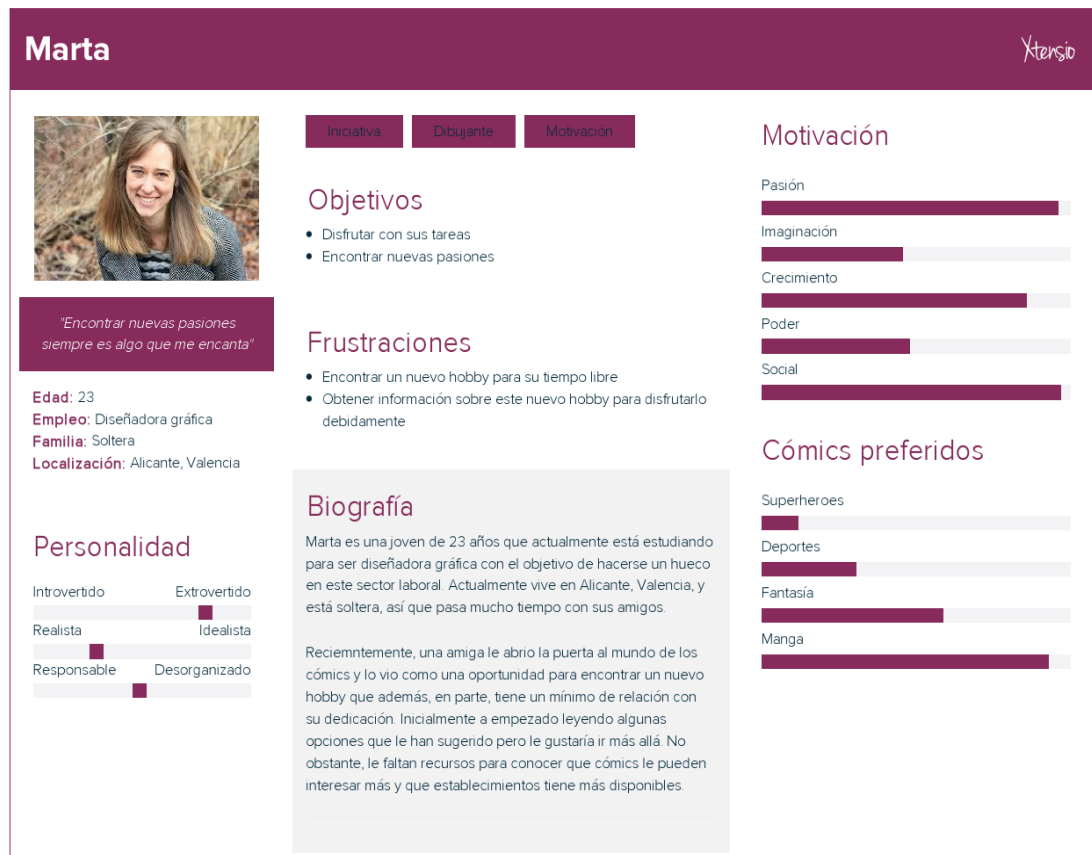 Marta
Xtensio
"Encontrar nuevas pasiones
siempre es algo que me encanta"
Edad: 23
Empleo: Diseñadora gráfica
Familia: Soltera
Localización: Alicante, Valencia
Personalidad
Introvertido Extrovertido
Realista Idealista
Responsable Desorganizado
Iniciativa Dibujante Motivación
Objetivos
• Disfrutar con sus tareas
• Encontrar nuevas pasiones
Frustraciones
• Encontrar un nuevo hobby para su tiempo libre
• Obtener información sobre este nuevo hobby para disfrutarlo
debidamente
Biografía
Marta es una joven de 23 años que actualmente está estudiando
para ser diseñadora gráfica con el objetivo de hacerse un hueco
en este sector laboral. Actualmente vive en Alicante, Valencia, y
está soltera, así que pasa mucho tiempo con sus amigos.
Reciemntemente, una amiga le abrio la puerta al mundo de los
cómics y lo vio como una oportunidad para encontrar un nuevo
hobby que además, en parte, tiene un mínimo de relación con
su dedicación. Inicialmente a empezado leyendo algunas
opciones que le han sugerido pero le gustaría ir más allá. No
obstante, le faltan recursos para conocer que cómics le pueden
interesar más y que establecimientos tiene más disponibles.
Motivación
Pasión
Imaginación
Crecimiento
Poder
Social
Cómics preferidos
Superheroes
Deportes
Fantasía
Manga